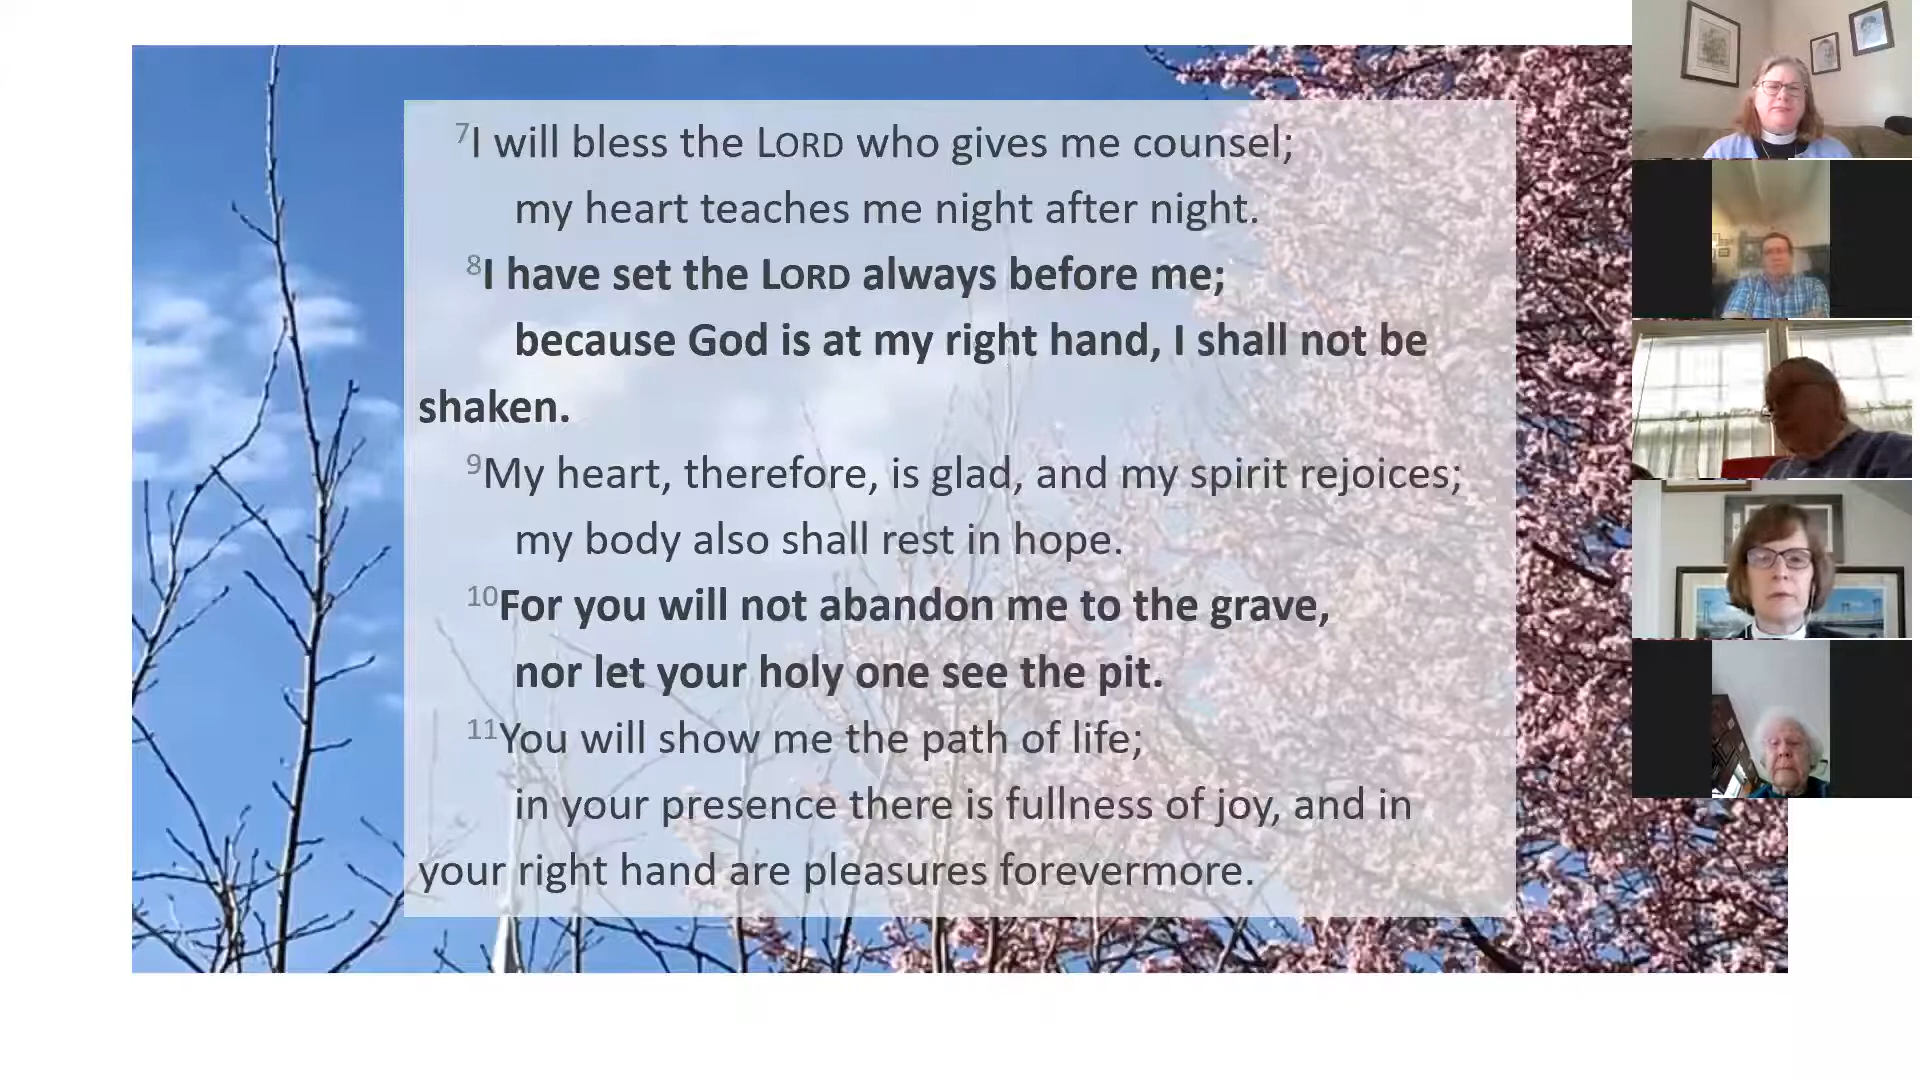 7I will bless the LORD who gives me counsel;
my heart teaches me night after night.
8I have set the LORD always before me;
because God is at my right hand, I shall not be
shaken.
9My heart, therefore, is glad, and my spirit rejoices;
my body also shall rest in hope.
10For you will not abandon me to the grave,
nor let your holy one see the pit.
11You will show me the path of life;
in your presence there is fullness of joy, and in
your right hand are pleasures forevermore.